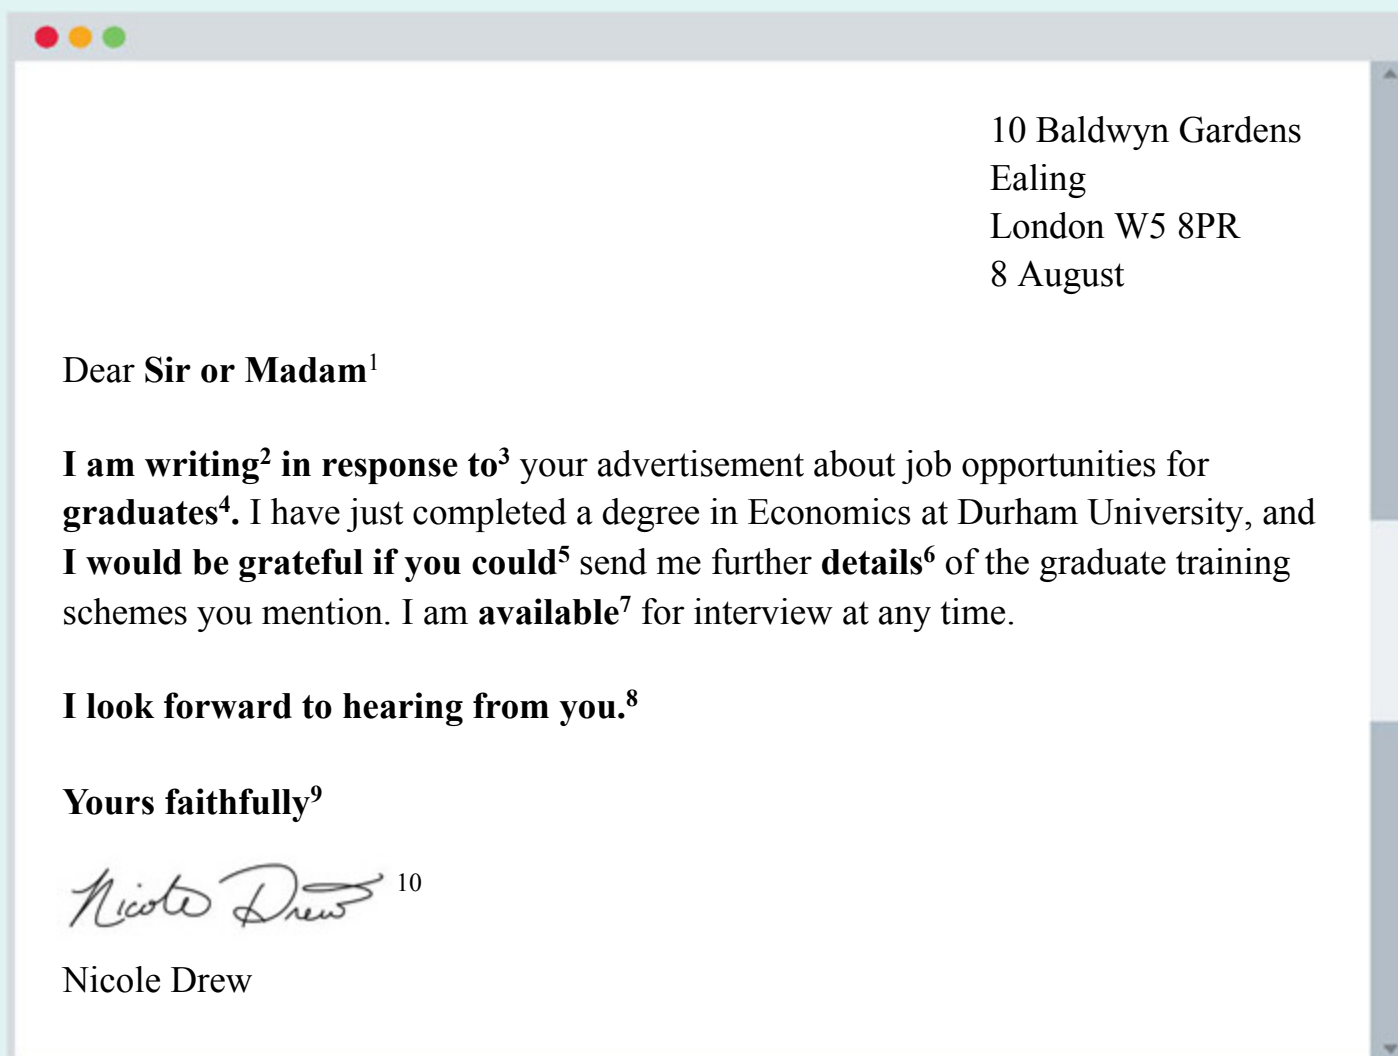 10 Baldwyn Gardens
Ealing
London W5 8PR
8 August
Dear Sir or Madam¹
I am writing² in response to³ your advertisement about job opportunities for
graduates⁴. I have just completed a degree in Economics at Durham University, and
I would be grateful if you could⁵ send me further details⁶ of the graduate training
schemes you mention. I am available⁷ for interview at any time.
I look forward to hearing from you.⁸
Yours faithfully⁹
Nicole Drew ¹⁰
Nicole Drew